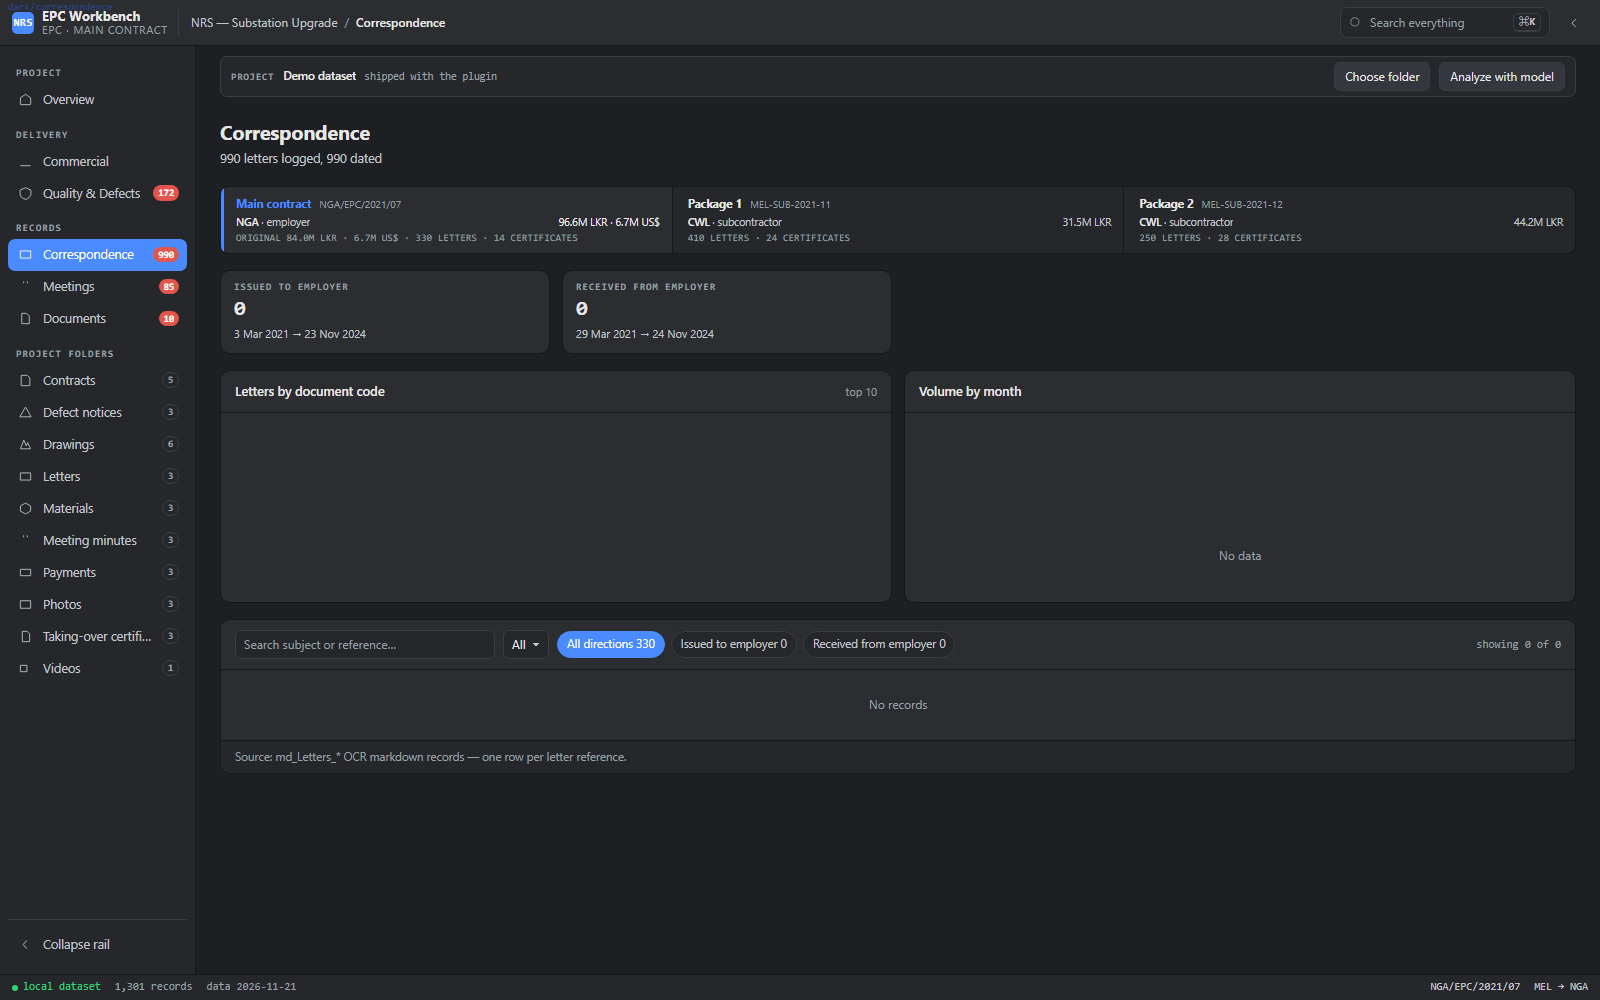 dark/correspondence
NRS
EPC Workbench
EPC · MAIN CONTRACT
NRS — Substation Upgrade / Correspondence
Search everything
⌘K
PROJECT
Overview
DELIVERY
Commercial
Quality & Defects 172
RECORDS
Correspondence 990
Meetings 85
Documents 10
PROJECT FOLDERS
Contracts 5
Defect notices 3
Drawings 6
Letters 3
Materials 3
Meeting minutes 3
Payments 3
Photos 3
Taking-over certifi... 3
Videos 1
Collapse rail
PROJECT Demo dataset shipped with the plugin
Choose folder
Analyze with model
Correspondence
990 letters logged, 990 dated
Main contract NGA/EPC/2021/07
NGA · employer 96.6M LKR · 6.7M US$
ORIGINAL 84.0M LKR · 6.7M US$ · 330 LETTERS · 14 CERTIFICATES
Package 1 MEL-SUB-2021-11
CWL · subcontractor 31.5M LKR
410 LETTERS · 24 CERTIFICATES
Package 2 MEL-SUB-2021-12
CWL · subcontractor 44.2M LKR
250 LETTERS · 28 CERTIFICATES
ISSUED TO EMPLOYER
0
3 Mar 2021 → 23 Nov 2024
RECEIVED FROM EMPLOYER
0
29 Mar 2021 → 24 Nov 2024
Letters by document code top 10
Volume by month
No data
Search subject or reference...
All
All directions 330
Issued to employer 0
Received from employer 0
showing 0 of 0
No records
Source: md_Letters_* OCR markdown records — one row per letter reference.
local dataset 1,301 records data 2026-11-21
NGA/EPC/2021/07 MEL → NGA